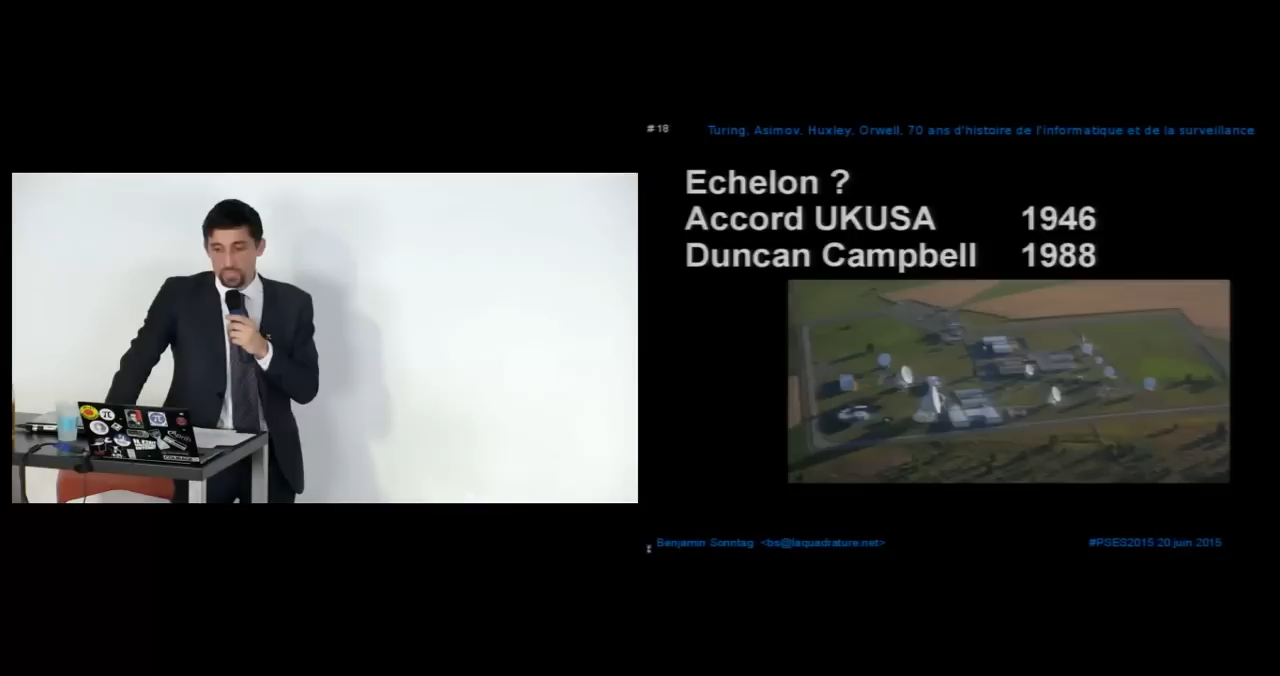 #18
Turing, Asimov, Huxley, Orwell, 70 ans d'histoire de l'informatique et de la surveillance
Echelon ?
Accord UKUSA 1946
Duncan Campbell 1988
Benjamin Sonntag <bs@laquadrature.net>
#PSES2015 20 juin 2015